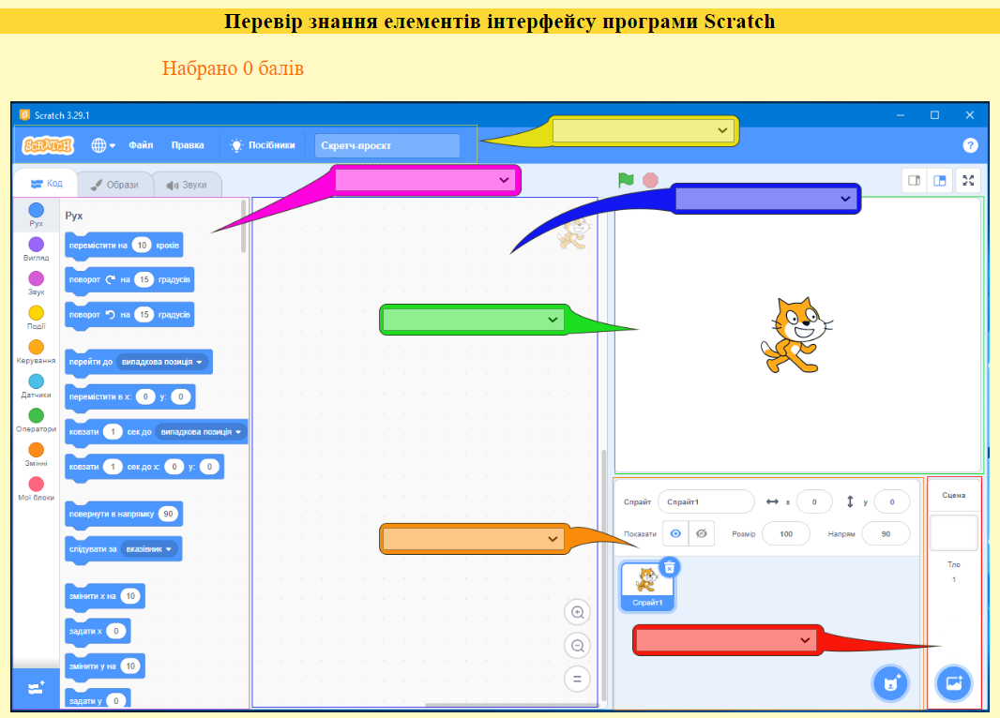 Перевір знання елементів інтерфейсу програми Scratch
Набрано 0 балів
Scratch 3.29.1
SCRATCH Файл Правка Посібники Скретч-проєкт ?
Код Образи Звуки
Рух
Вигляд
Звук
Події
Керування
Датчики
Оператори
Змінні
Мої блоки
Рух
перемістити на 10 кроків
поворот на 15 градусів
поворот на 15 градусів
перейти до випадкова позиція
перемістити в x: 0 y: 0
ковзати 1 сек до випадкова позиція
ковзати 1 сек до x: 0 y: 0
повернути в напрямку 90
слідувати за вказівник
змінити x на 10
задати x 0
змінити y на 10
задати y 0
Спрайт Спрайт1 x 0 y 0
Показати Розмір 100 Напрям 90
Спрайт1
Сцена
Тло
1